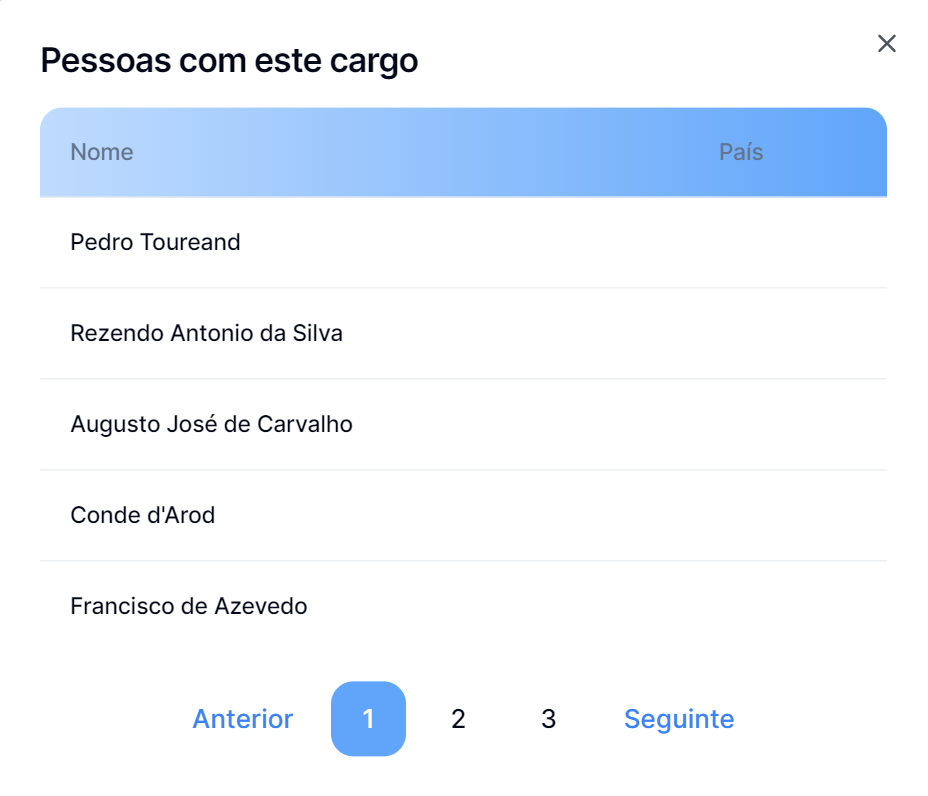 Pessoas com este cargo
Nome País
Pedro Toureand
Rezendo Antonio da Silva
Augusto José de Carvalho
Conde d'Arod
Francisco de Azevedo
Anterior 1 2 3 Seguinte